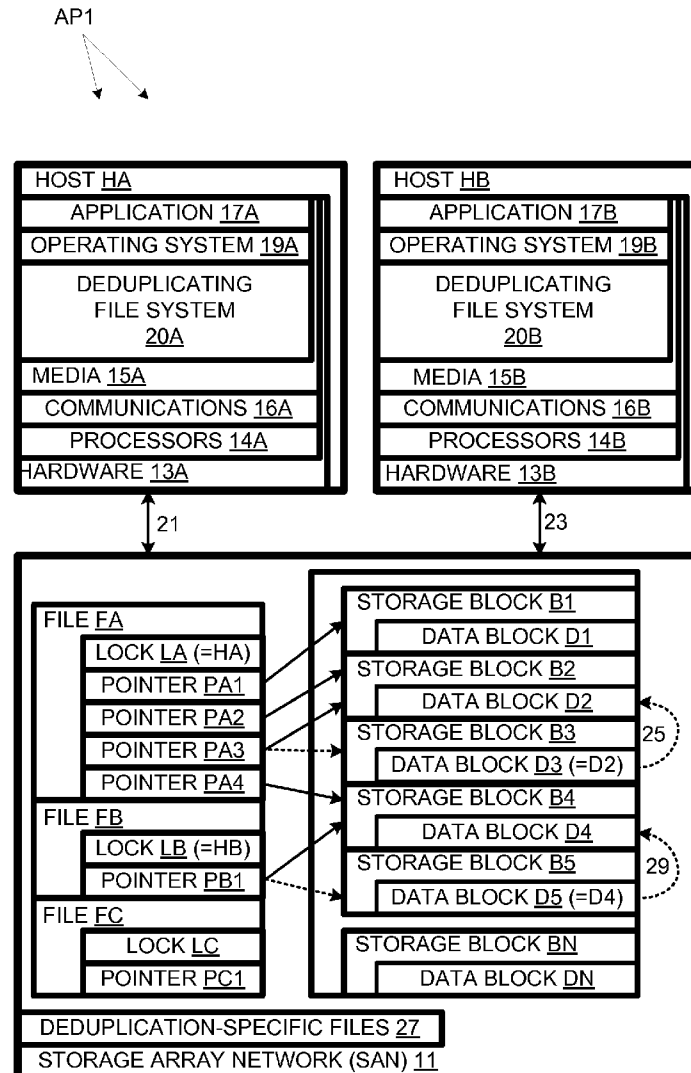 AP1
HOST HA
APPLICATION 17A
OPERATING SYSTEM 19A
DEDUPLICATING
FILE SYSTEM
20A
MEDIA 15A
COMMUNICATIONS 16A
PROCESSORS 14A
HARDWARE 13A
HOST HB
APPLICATION 17B
OPERATING SYSTEM 19B
DEDUPLICATING
FILE SYSTEM
20B
MEDIA 15B
COMMUNICATIONS 16B
PROCESSORS 14B
HARDWARE 13B
21
23
FILE FA
LOCK LA (=HA)
POINTER PA1
POINTER PA2
POINTER PA3
POINTER PA4
FILE FB
LOCK LB (=HB)
POINTER PB1
FILE FC
LOCK LC
POINTER PC1
STORAGE BLOCK B1
DATA BLOCK D1
STORAGE BLOCK B2
DATA BLOCK D2
STORAGE BLOCK B3
DATA BLOCK D3 (=D2)
STORAGE BLOCK B4
DATA BLOCK D4
STORAGE BLOCK B5
DATA BLOCK D5 (=D4)
STORAGE BLOCK BN
DATA BLOCK DN
25
29
DEDUPLICATION-SPECIFIC FILES 27
STORAGE ARRAY NETWORK (SAN) 11